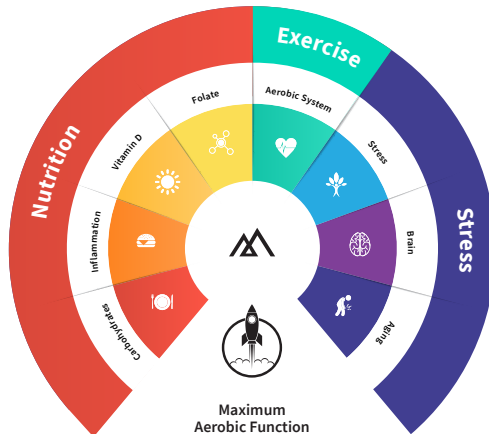 Nutrition
Exercise
Stress
Carbohydrates
Inflammation
Vitamin D
Folate
Aerobic System
Stress
Brain
Aging
Maximum
Aerobic Function